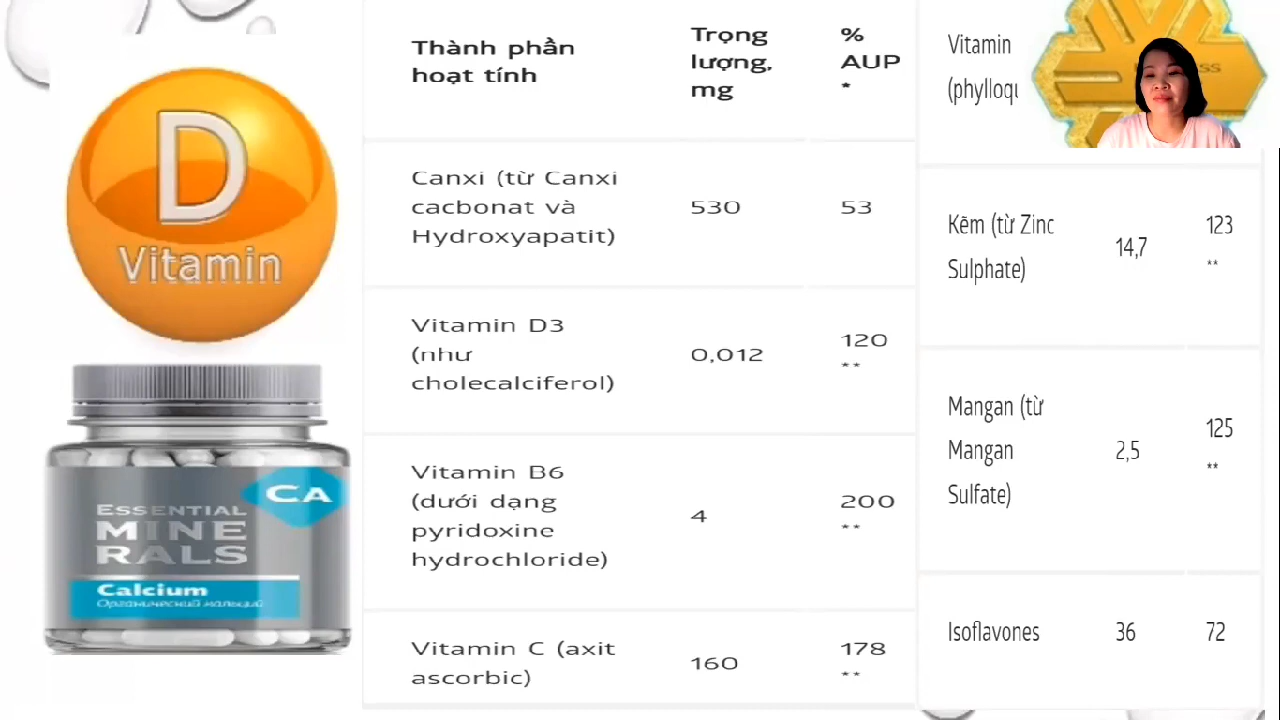 D
Vitamin
CA
ESSENTIAL
MINE
RALS
Calcium
Органический кальций
Thành phần
hoạt tính
Trọng
lượng,
mg
%
AUP
*
Canxi (từ Canxi
cacbonat và
Hydroxyapatit)
530
53
Vitamin D3
(như
cholecalciferol)
0,012
120
**
Vitamin B6
(dưới dạng
pyridoxine
hydrochloride)
4
200
**
Vitamin C (axit
ascorbic)
160
178
**
Vitamin
Kẽm (từ Zinc
Sulphate)
14,7
123
**
Mangan (từ
Mangan
Sulfate)
2,5
125
**
Isoflavones
36
72